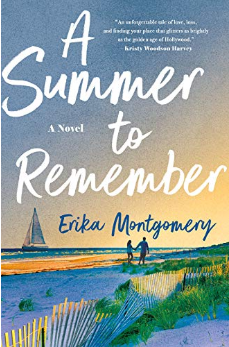 A
"An unforgettable tale of love, loss,
and finding your place that glitters as brightly
as the golden age of Hollywood."
- Kristy Woodson Harvey
Summer
A Novel
to
Remember
Erika Montgomery